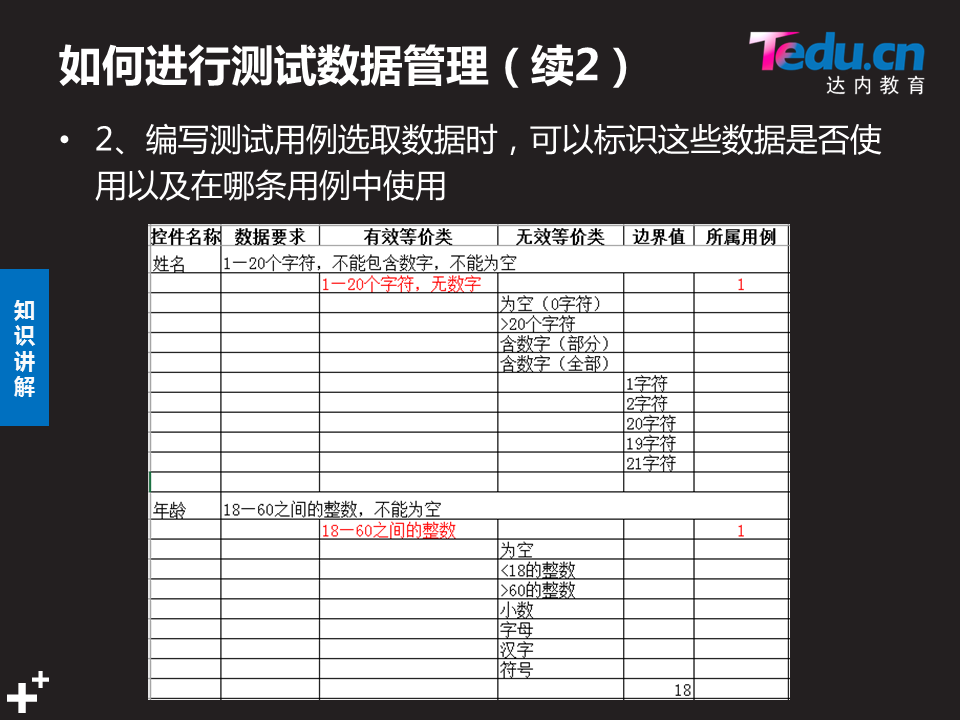 如何进行测试数据管理（续2）
Tedu.cn
达内教育
• 2、编写测试用例选取数据时，可以标识这些数据是否使
用以及在哪条用例中使用
知识讲解
控件名称 数据要求 有效等价类 无效等价类 边界值 所属用例
姓名 1—20个字符，不能包含数字，不能为空
1—20个字符，无数字 1
为空（0字符）
>20个字符
含数字（部分）
含数字（全部）
1字符
2字符
20字符
19字符
21字符
年龄 18—60之间的整数，不能为空
18—60之间的整数 1
为空
<18的整数
>60的整数
小数
字母
汉字
符号
18